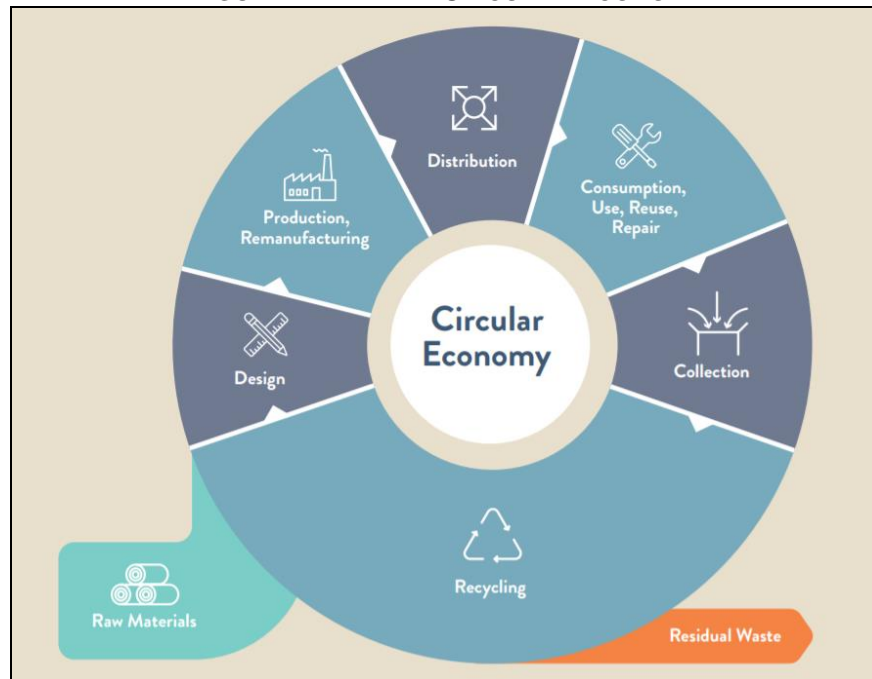 Distribution
Consumption,
Use, Reuse,
Repair
Production,
Remanufacturing
Circular
Economy
Design
Collection
Recycling
Raw Materials
Residual Waste